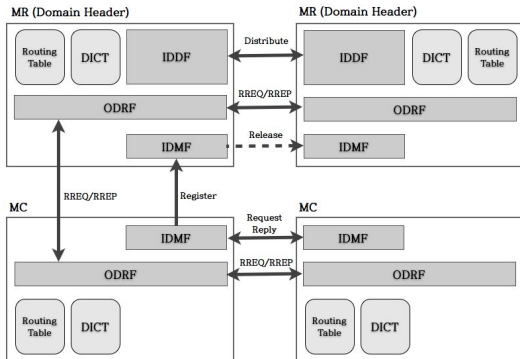 MR (Domain Header)
MR (Domain Header)
Routing
Table
DICT
IDDF
Distribute
IDDF
DICT
Routing
Table
ODRF
RREQ/RREP
ODRF
IDMF
Release
IDMF
RREQ/RREP
Register
MC
MC
IDMF
Request
Reply
IDMF
ODRF
RREQ/RREP
ODRF
Routing
Table
DICT
Routing
Table
DICT